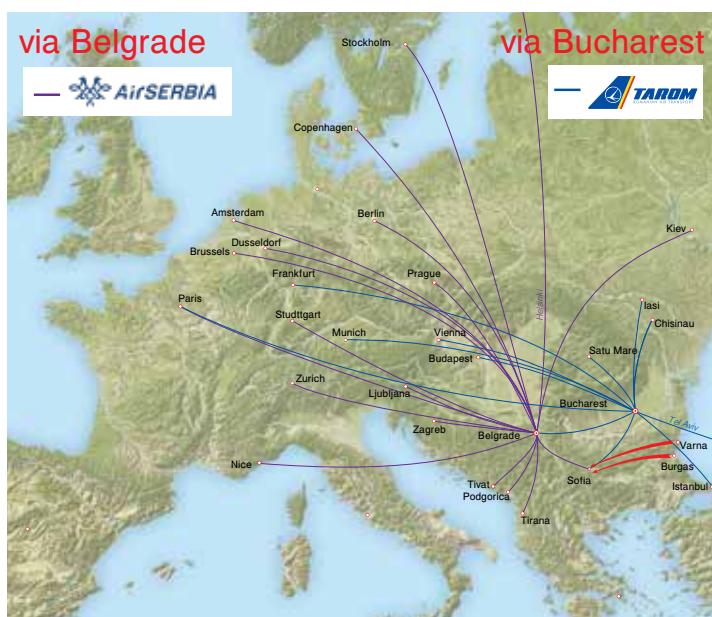 via Belgrade
AirSERBIA
via Bucharest
TAROM
ROMANIAN AIR TRANSPORT
Stockholm
Copenhagen
Amsterdam
Berlin
Dusseldorf
Brussels
Kiev
Frankfurt
Prague
Paris
Helsinki
Iasi
Studttgart
Chisinau
Munich
Vienna
Satu Mare
Budapest
Zurich
Ljubljana
Bucharest
Tel Aviv
Zagreb
Belgrade
Varna
Nice
Burgas
Sofia
Tivat
Istanbul
Podgorica
Tirana